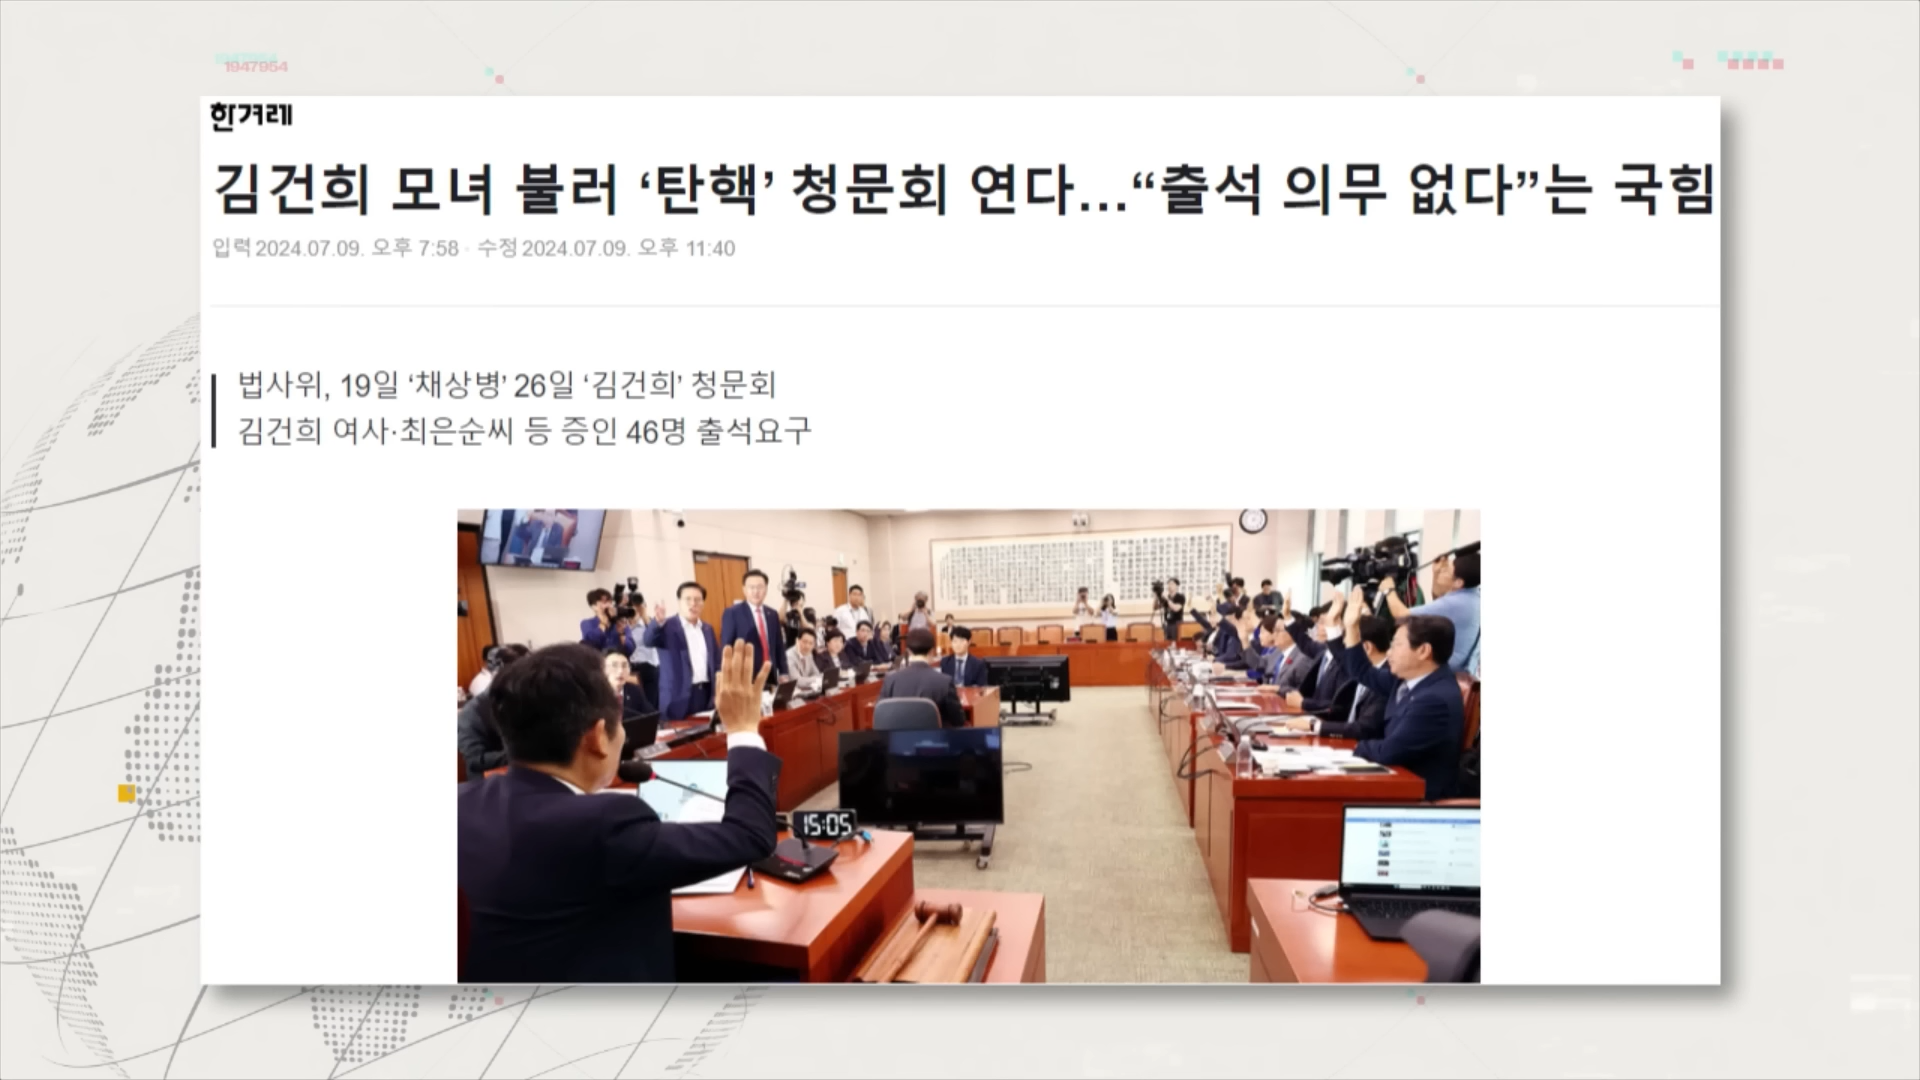 1947954
한겨레
김건희 모녀 불러 ‘탄핵’ 청문회 연다…“출석 의무 없다”는 국힘
입력 2024.07.09. 오후 7:58 · 수정 2024.07.09. 오후 11:40
법사위, 19일 ‘채상병’ 26일 ‘김건희’ 청문회
김건희 여사·최은순씨 등 증인 46명 출석요구
15:05